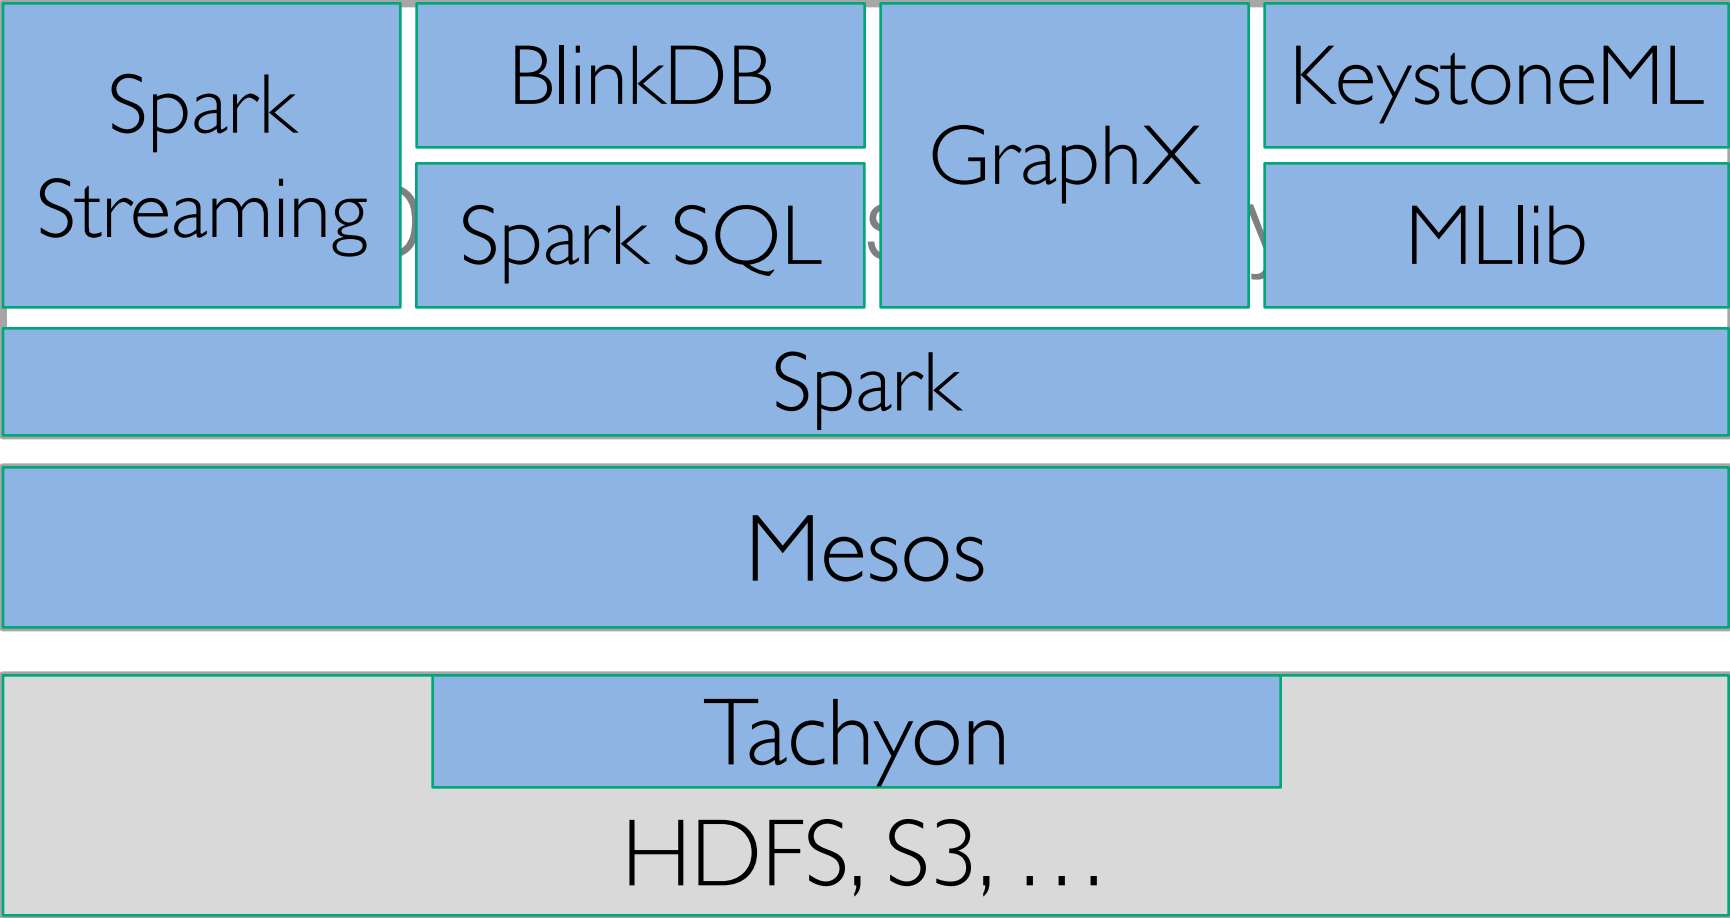 Spark
Streaming
BlinkDB
Spark SQL
GraphX
KeystoneML
MLlib
Spark
Mesos
Tachyon
HDFS, S3, …